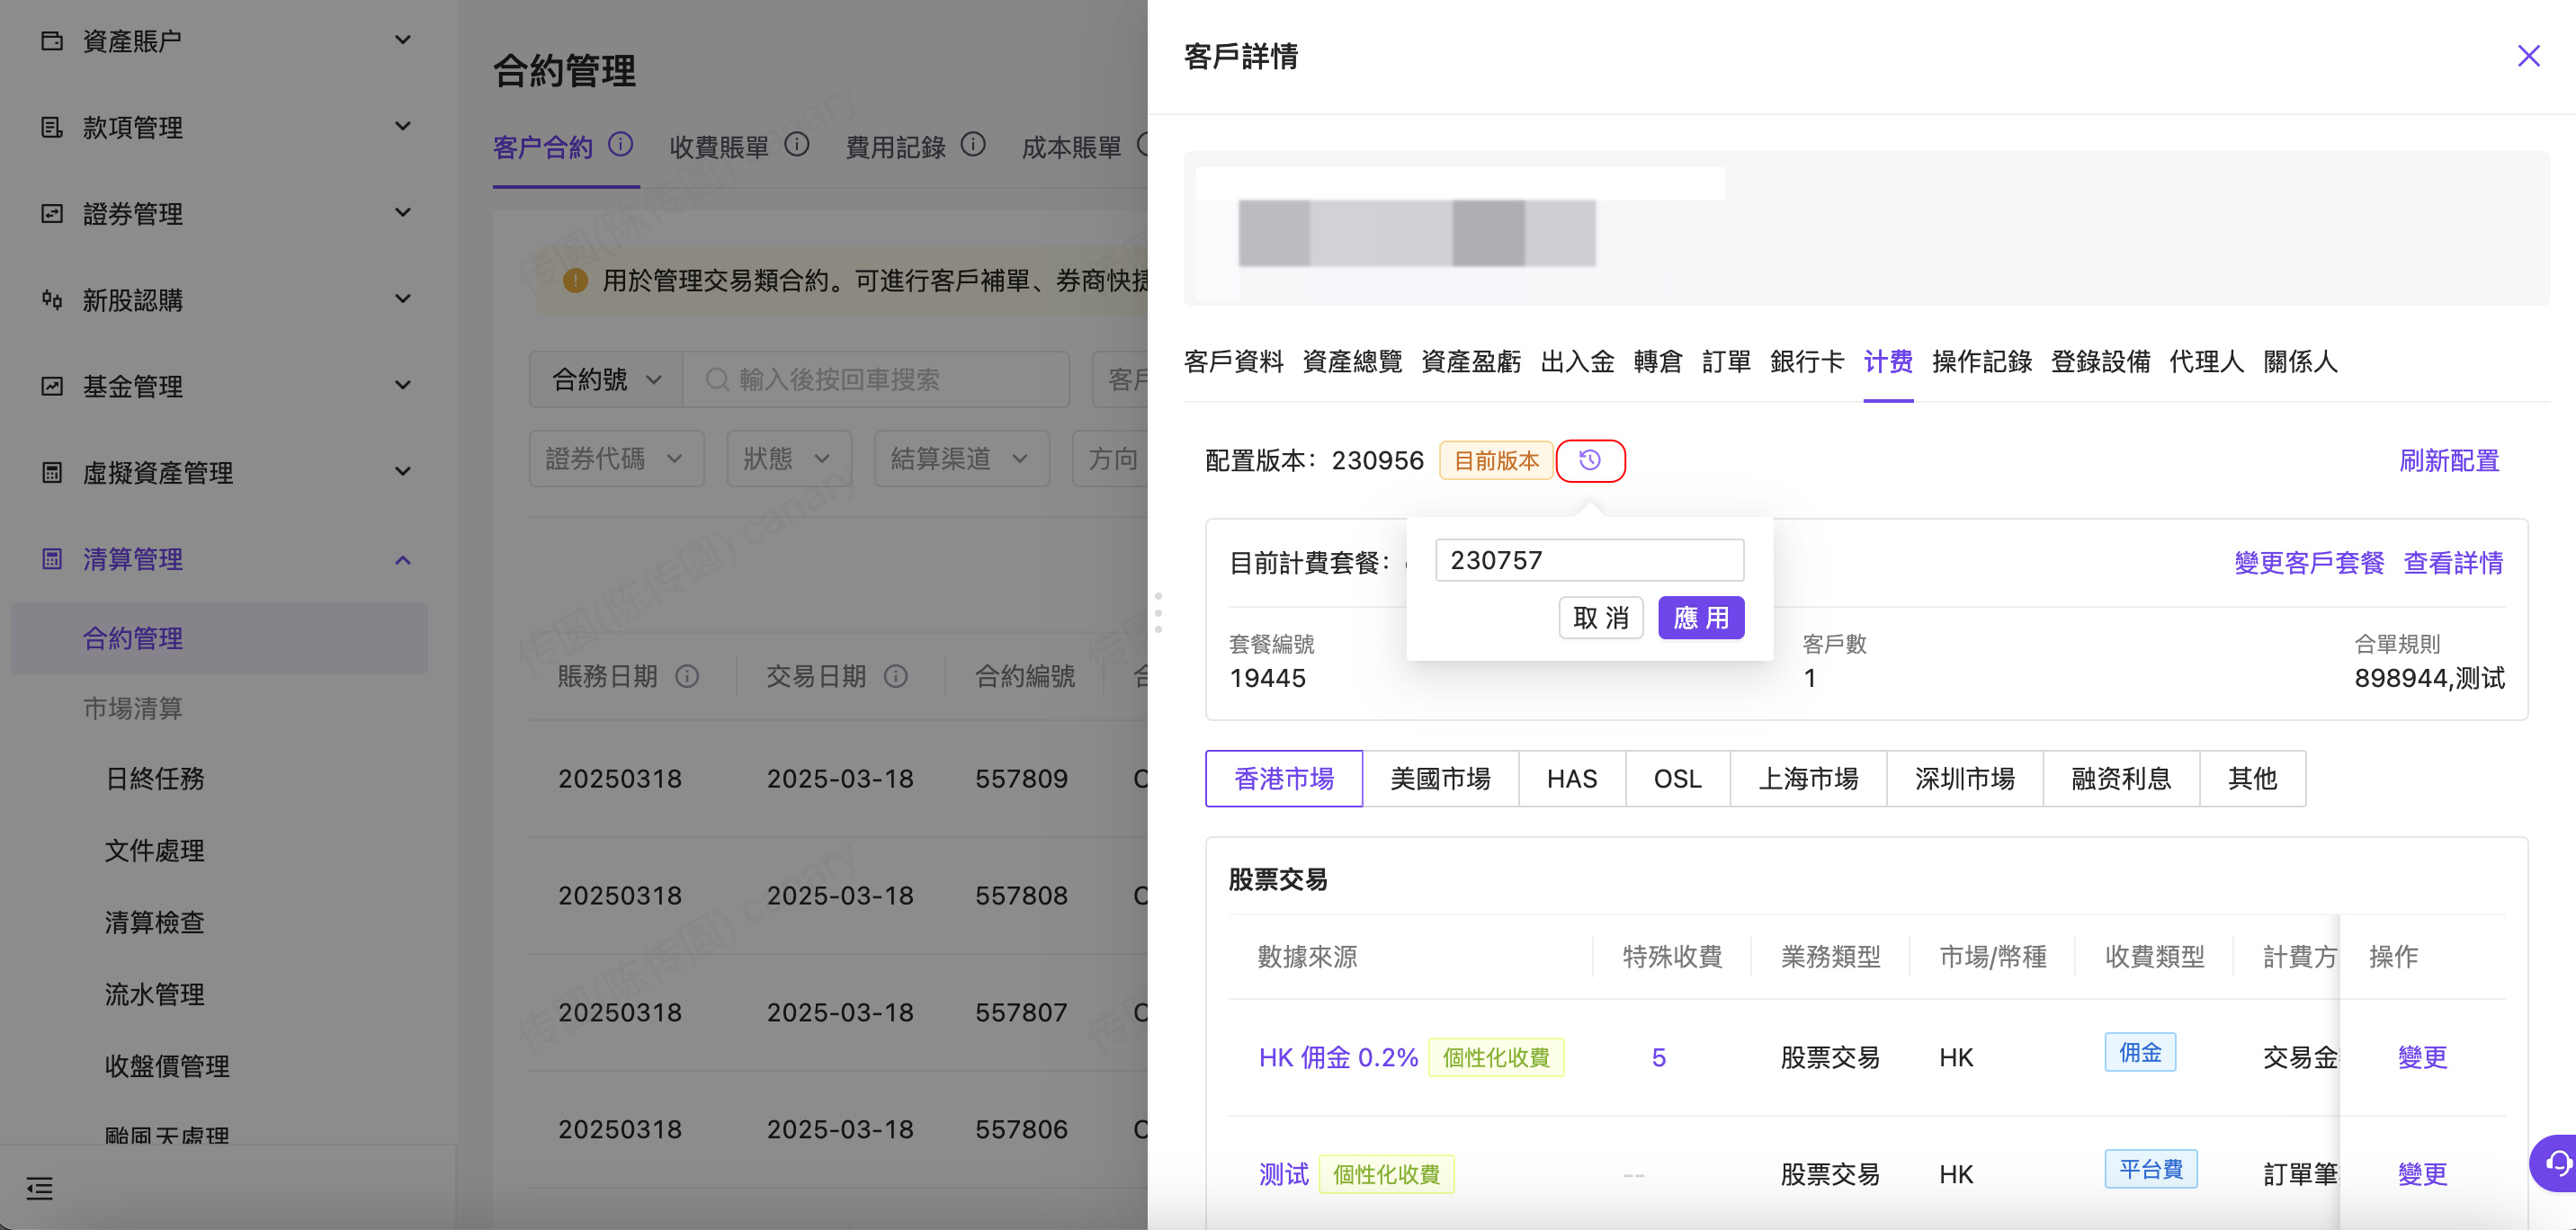 資產賬户
款項管理
證券管理
新股認購
基金管理
虛擬資產管理
清算管理
合約管理
市場清算
日終任務
文件處理
清算檢查
流水管理
收盤價管理
颱風天處理
合約管理
客户合約 收費賬單 費用記錄 成本賬單
用於管理交易類合約。可進行客戶補單、券商快捷
合約號 輸入後按回車搜索 客戶
證券代碼 狀態 結算渠道 方向
賬務日期 交易日期 合約編號 合
20250318 2025-03-18 557809
20250318 2025-03-18 557808
20250318 2025-03-18 557807
20250318 2025-03-18 557806
传圆(陈传圆) canary
客戶詳情
客戶資料 資產總覽 資產盈虧 出入金 轉倉 訂單 銀行卡 计费 操作記錄 登錄設備 代理人 關係人
配置版本: 230956 目前版本 刷新配置
230757
取消 應用
目前計費套餐: 變更客戶套餐 查看詳情
套餐編號 客戶數 合單規則
19445 1 898944,测试
香港市場 美國市場 HAS OSL 上海市場 深圳市場 融资利息 其他
股票交易
數據來源 特殊收費 業務類型 市場/幣種 收費類型 計費方 操作
HK 佣金 0.2% 個性化收費 5 股票交易 HK 佣金 交易金 變更
测试 個性化收費 -- 股票交易 HK 平台費 訂單筆 變更